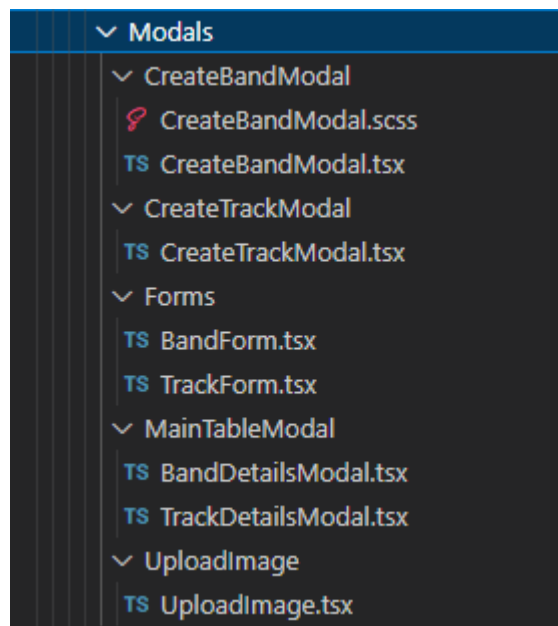 Modals
CreateBandModal
CreateBandModal.scss
TS CreateBandModal.tsx
CreateTrackModal
TS CreateTrackModal.tsx
Forms
TS BandForm.tsx
TS TrackForm.tsx
MainTableModal
TS BandDetailsModal.tsx
TS TrackDetailsModal.tsx
UploadImage
TS UploadImage.tsx